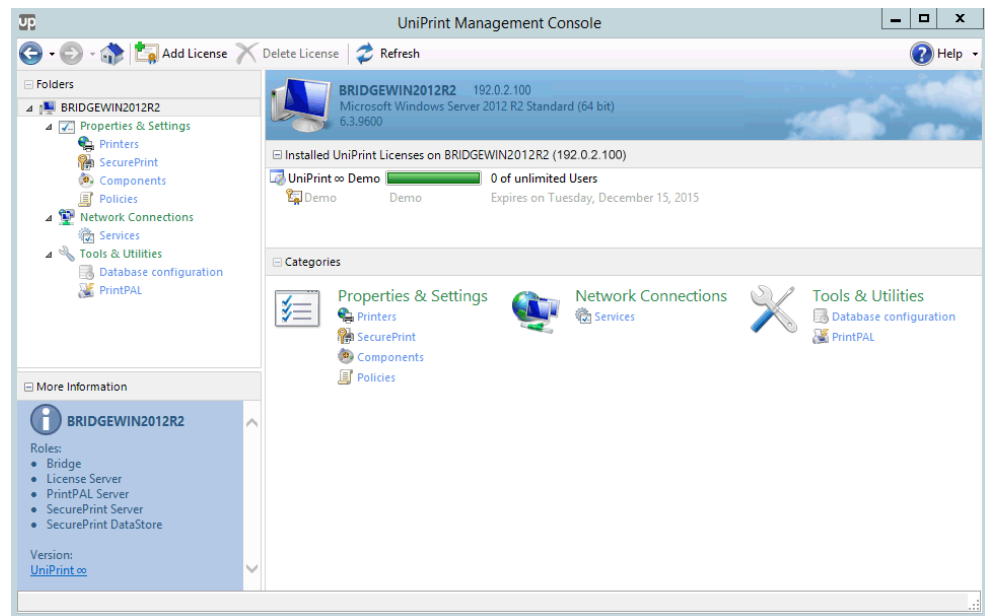 UP
UniPrint Management Console
Add License
Delete License
Refresh
Help
Folders
BRIDGEWIN2012R2
Properties & Settings
Printers
SecurePrint
Components
Policies
Network Connections
Services
Tools & Utilities
Database configuration
PrintPAL
More Information
BRIDGEWIN2012R2
Roles:
Bridge
License Server
PrintPAL Server
SecurePrint Server
SecurePrint DataStore
Version:
UniPrint ∞
BRIDGEWIN2012R2 192.0.2.100
Microsoft Windows Server 2012 R2 Standard (64 bit)
6.3.9600
Installed UniPrint Licenses on BRIDGEWIN2012R2 (192.0.2.100)
UniPrint ∞ Demo 0 of unlimited Users
Demo Demo Expires on Tuesday, December 15, 2015
Categories
Properties & Settings
Printers
SecurePrint
Components
Policies
Network Connections
Services
Tools & Utilities
Database configuration
PrintPAL